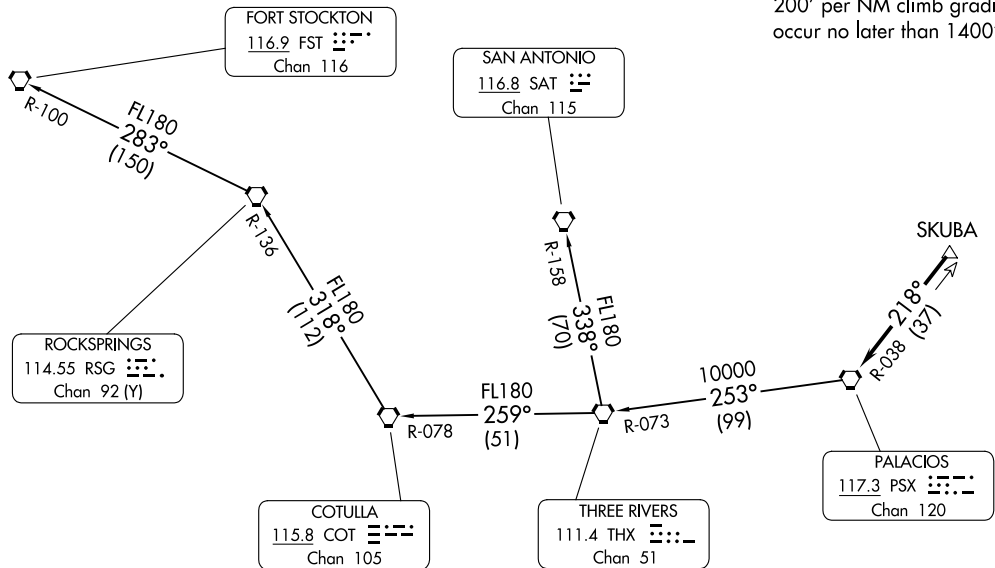 200' per NM climb gradi
occur no later than 1400'
FORT STOCKTON
116.9 FST
Chan 116
SAN ANTONIO
116.8 SAT
Chan 115
R-100
FL180
283°
(150)
R-136
R-158
SKUBA
FL180
318°
(112)
FL180
338°
(70)
218°
(37)
R-038
ROCKSPRINGS
114.55 RSG
Chan 92 (Y)
FL180
259°
(51)
R-078
10000
253°
(99)
R-073
PALACIOS
117.3 PSX
Chan 120
COTULLA
115.8 COT
Chan 105
THREE RIVERS
111.4 THX
Chan 51